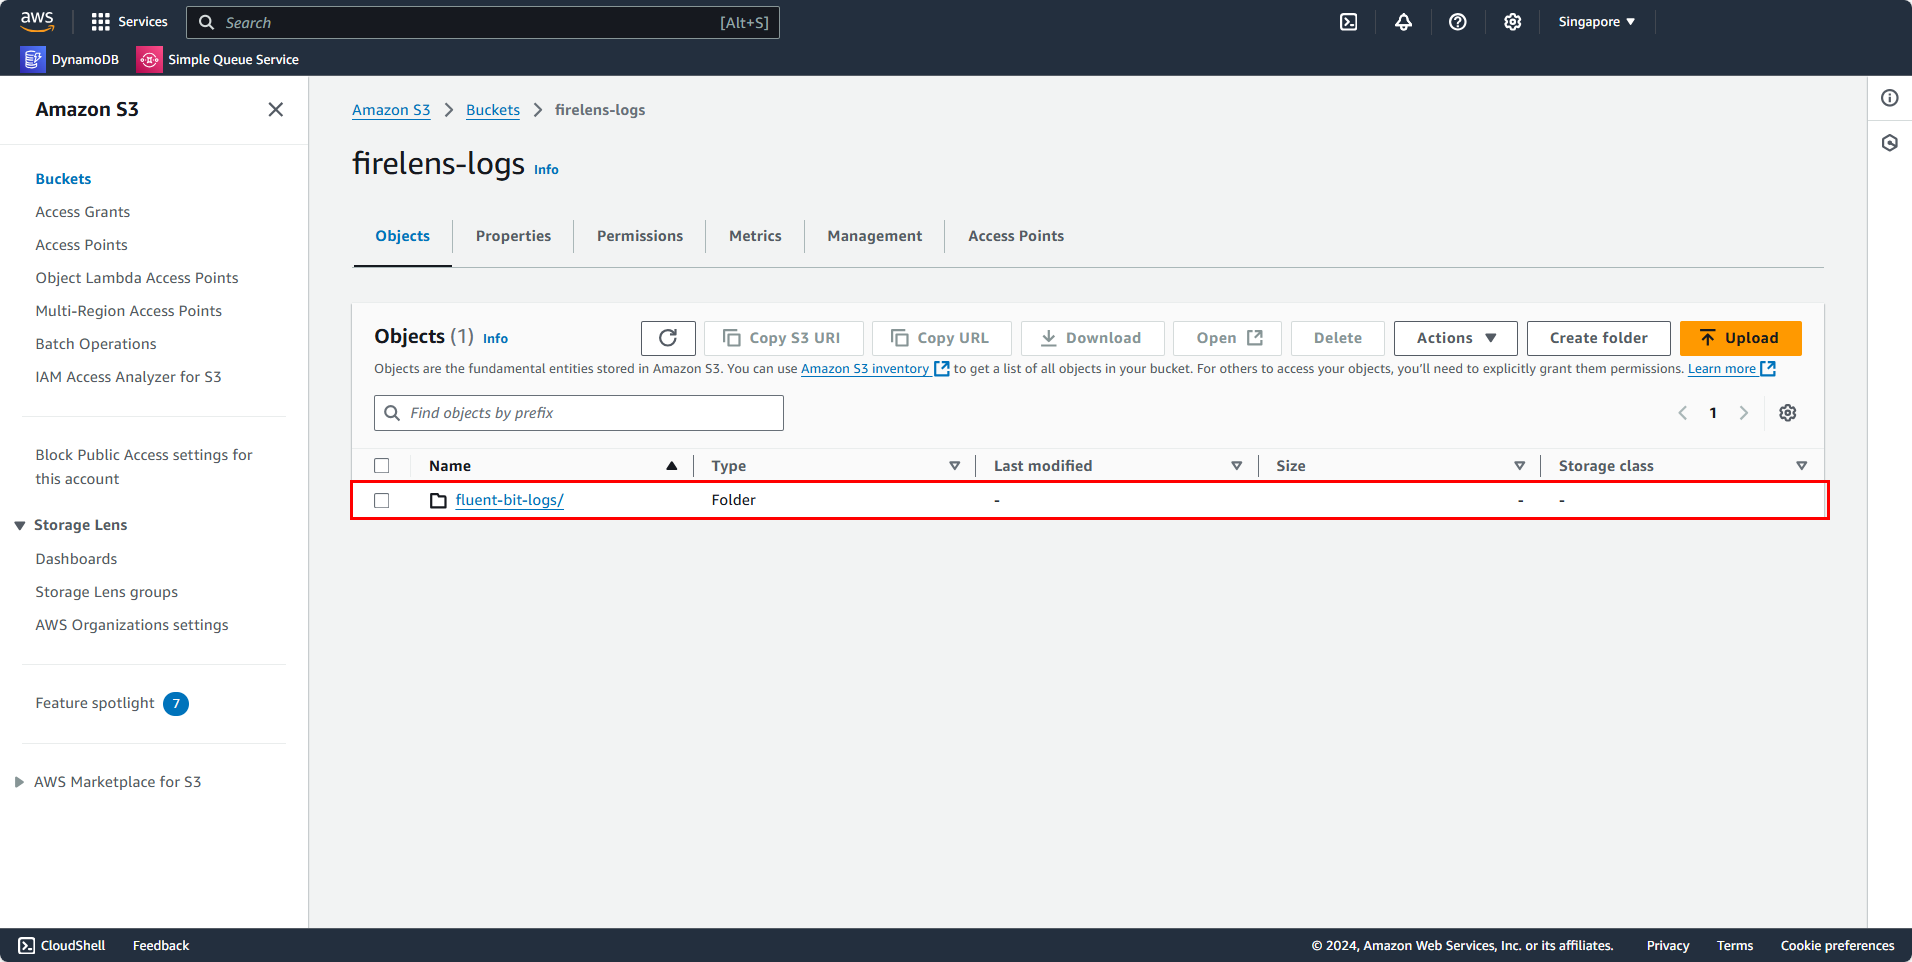 aws
Services
Search [Alt+S]
Singapore
DynamoDB
Simple Queue Service
Amazon S3
Buckets
Access Grants
Access Points
Object Lambda Access Points
Multi-Region Access Points
Batch Operations
IAM Access Analyzer for S3
Block Public Access settings for
this account
Storage Lens
Dashboards
Storage Lens groups
AWS Organizations settings
Feature spotlight 7
AWS Marketplace for S3
Amazon S3 > Buckets > firelens-logs
firelens-logs Info
Objects Properties Permissions Metrics Management Access Points
Objects (1) Info
Copy S3 URI Copy URL Download Open Delete Actions Create folder Upload
Objects are the fundamental entities stored in Amazon S3. You can use Amazon S3 inventory to get a list of all objects in your bucket. For others to access your objects, you’ll need to explicitly grant them permissions. Learn more
Find objects by prefix
1
Name Type Last modified Size Storage class
fluent-bit-logs/ Folder - - -
CloudShell Feedback © 2024, Amazon Web Services, Inc. or its affiliates. Privacy Terms Cookie preferences